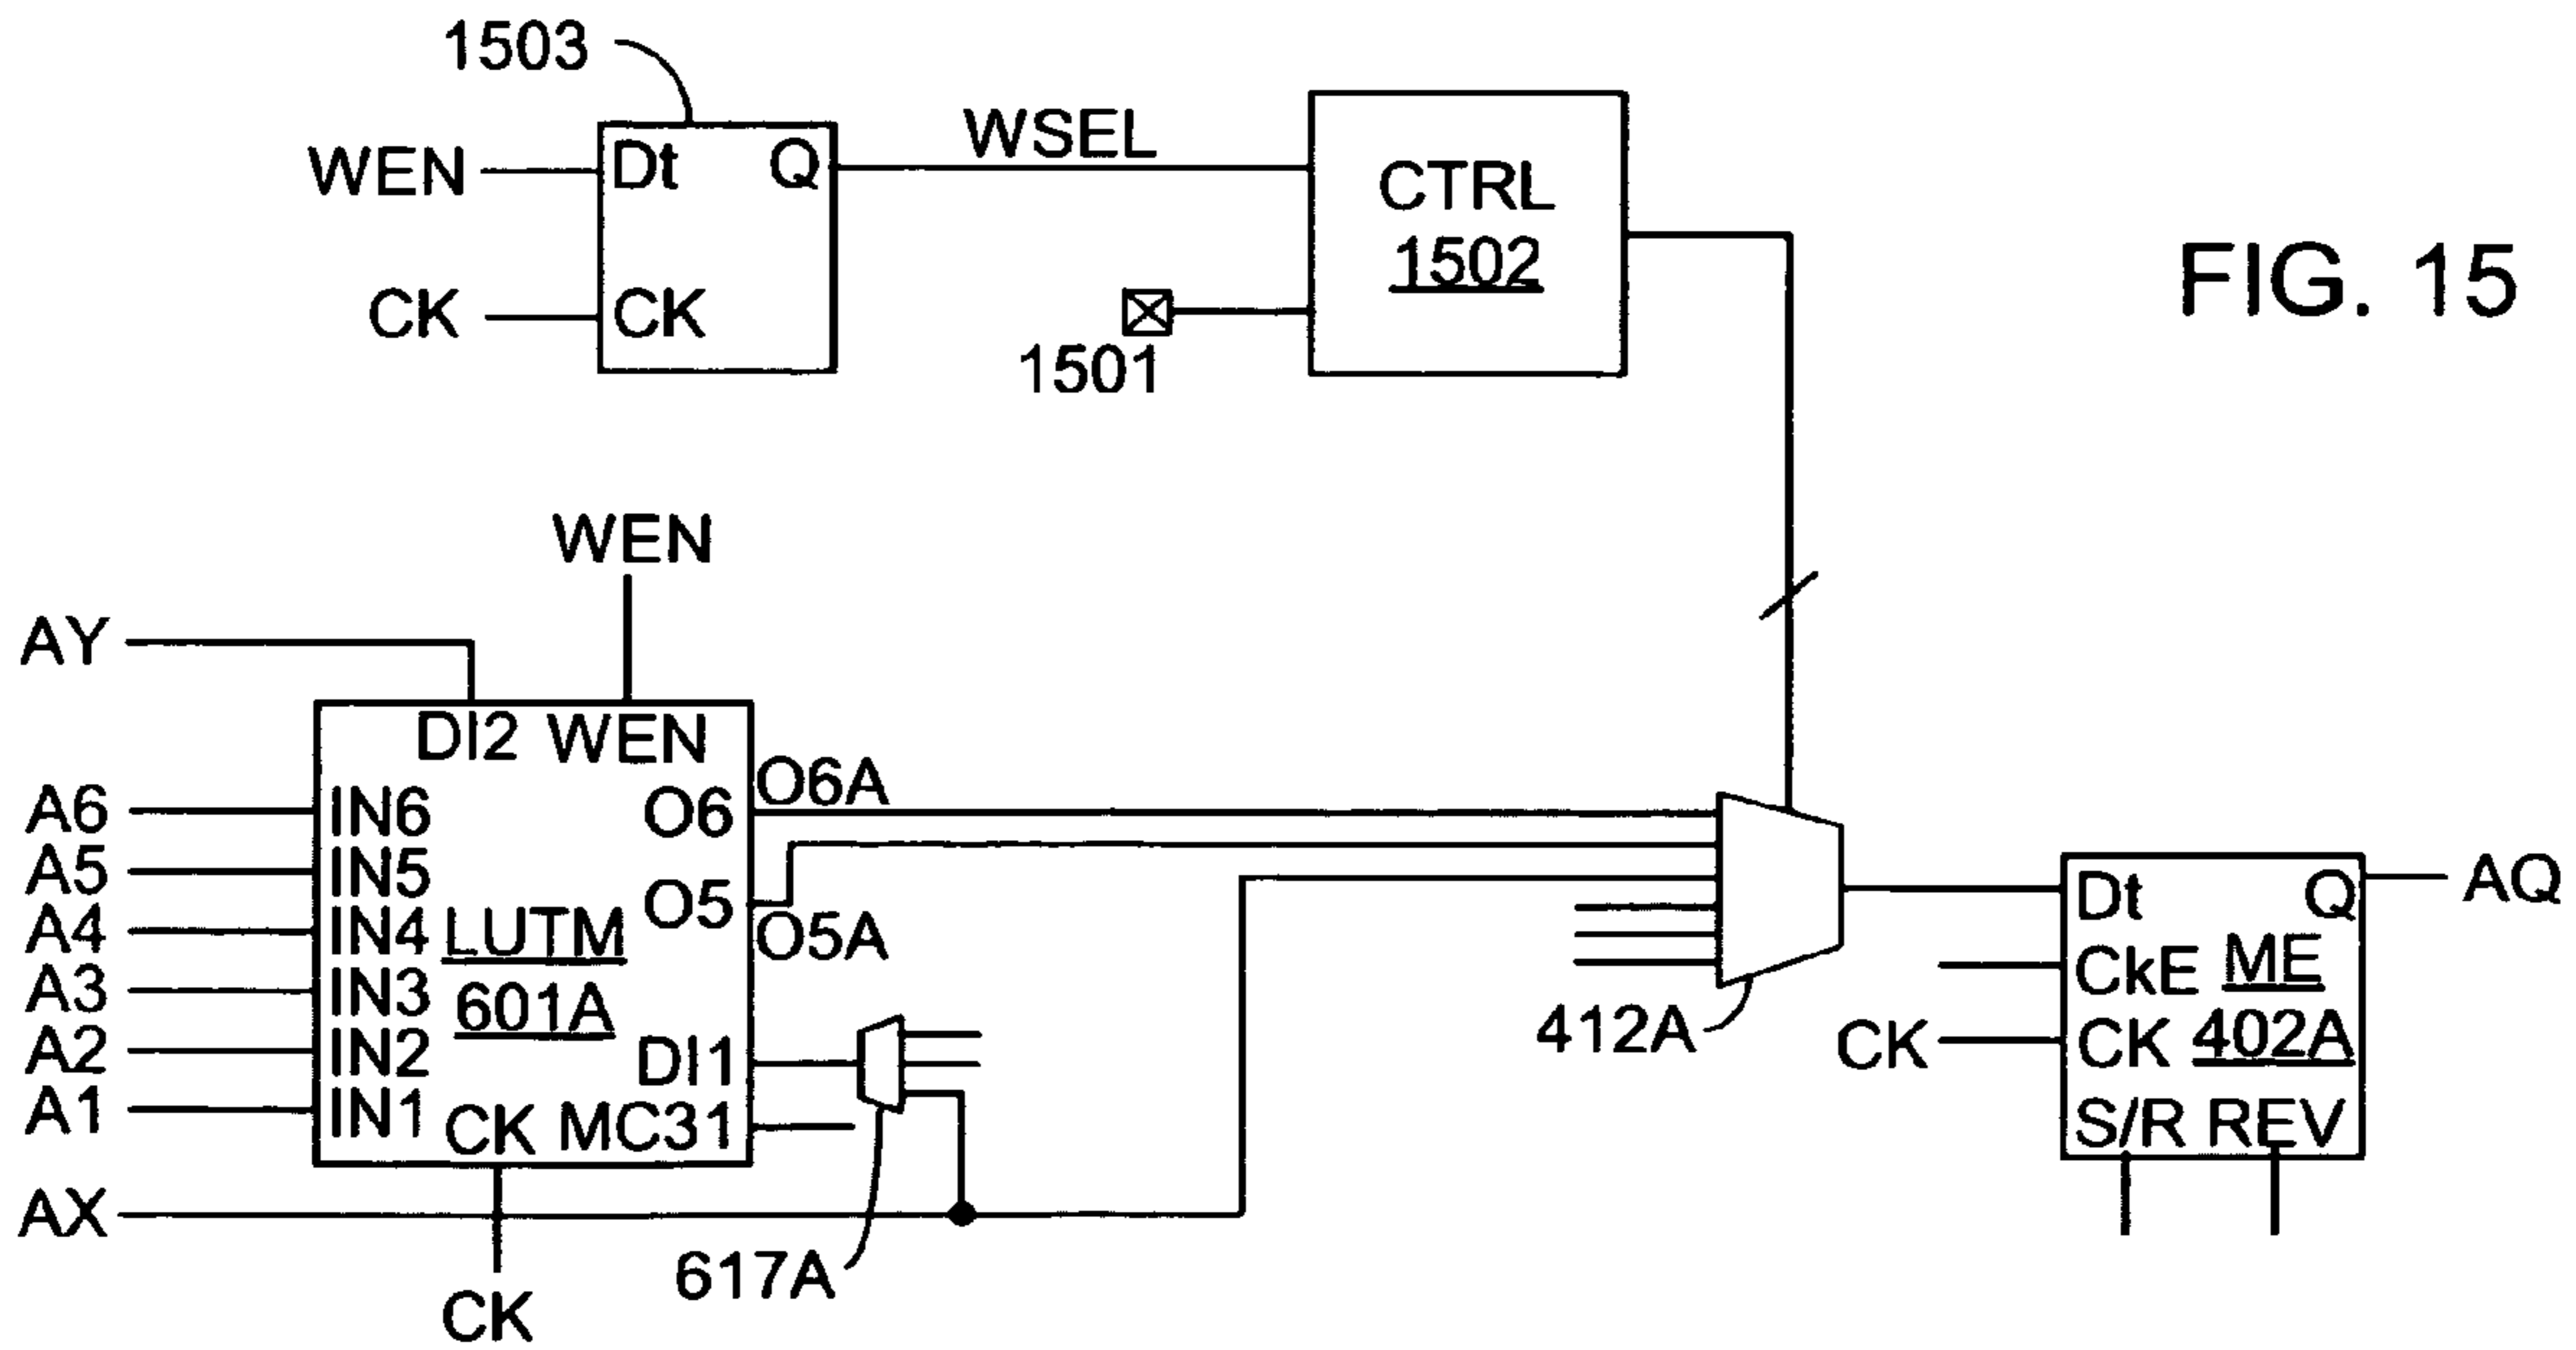 1503
WEN
Dt
Q
WSEL
CTRL
1502
CK
CK
1501
FIG. 15
WEN
AY
DI2 WEN
A6
IN6
O6
O6A
A5
IN5
A4
IN4
LUTM
O5
O5A
A3
IN3
601A
A2
IN2
DI1
A1
IN1
CK
MC31
AX
617A
CK
412A
Dt
Q
AQ
CkE
ME
CK
CK
402A
S/R
REV